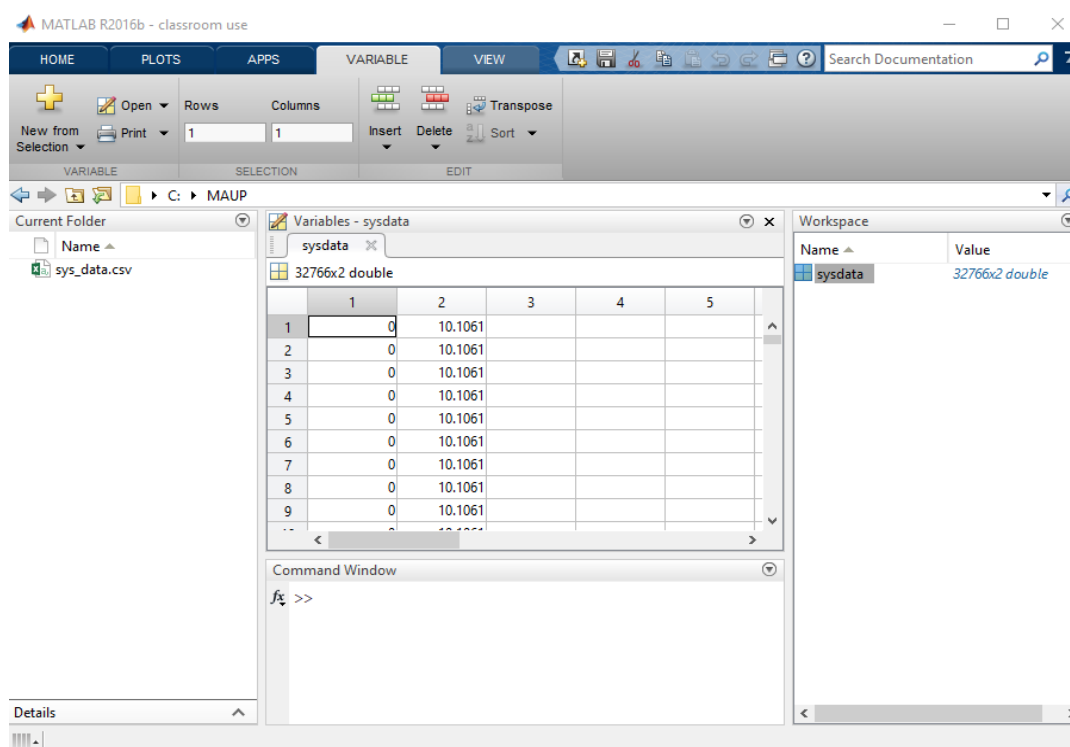 MATLAB R2016b - classroom use
HOME PLOTS APPS VARIABLE VIEW Search Documentation
New from Selection
Open
Print
Rows Columns
1 1
Insert Delete
Transpose
Sort
VARIABLE SELECTION EDIT
C: MAUP
Current Folder
Name
sys_data.csv
Details
Variables - sysdata
sysdata
32766x2 double
1 2 3 4 5
1 0 10.1061
2 0 10.1061
3 0 10.1061
4 0 10.1061
5 0 10.1061
6 0 10.1061
7 0 10.1061
8 0 10.1061
9 0 10.1061
Command Window
fx >>
Workspace
Name Value
sysdata 32766x2 double